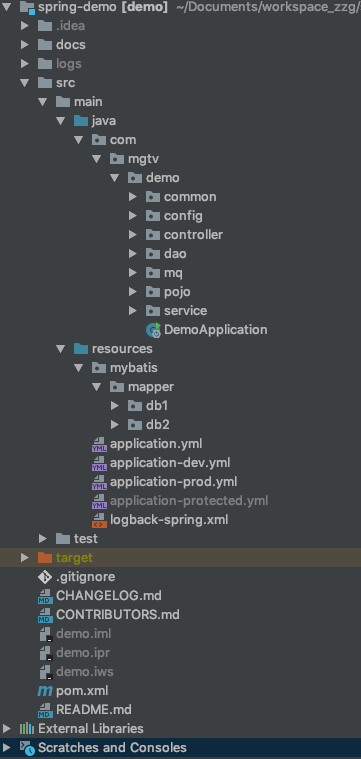 spring-demo [demo] ~/Documents/workspace_zzg/
.idea
docs
logs
src
main
java
com
mgtv
demo
common
config
controller
dao
mq
pojo
service
DemoApplication
resources
mybatis
mapper
db1
db2
YML application.yml
YML application-dev.yml
YML application-prod.yml
YML application-protected.yml
logback-spring.xml
test
target
.gitignore
MD CHANGELOG.md
MD CONTRIBUTORS.md
demo.iml
demo.ipr
demo.iws
m pom.xml
MD README.md
External Libraries
Scratches and Consoles